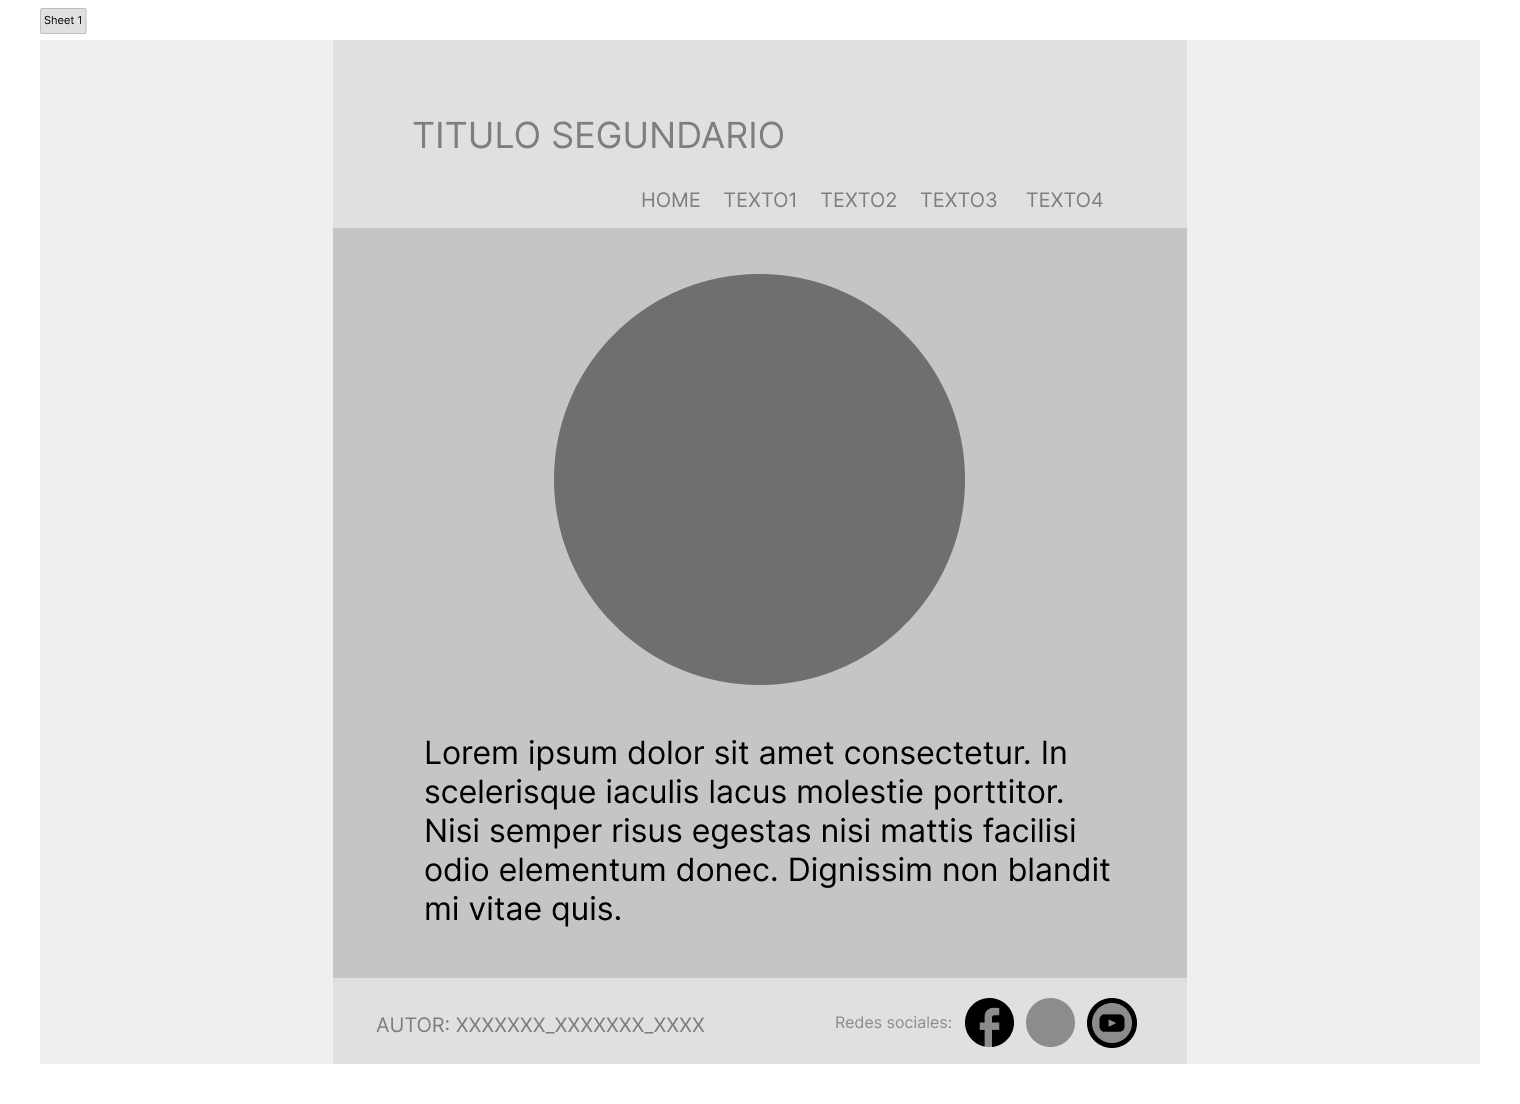 Sheet 1
TITULO SEGUNDARIO
HOME TEXTO1 TEXTO2 TEXTO3 TEXTO4
Lorem ipsum dolor sit amet consectetur. In
scelerisque iaculis lacus molestie porttitor.
Nisi semper risus egestas nisi mattis facilisi
odio elementum donec. Dignissim non blandit
mi vitae quis.
AUTOR: XXXXXXX_XXXXXXX_XXXX
Redes sociales: